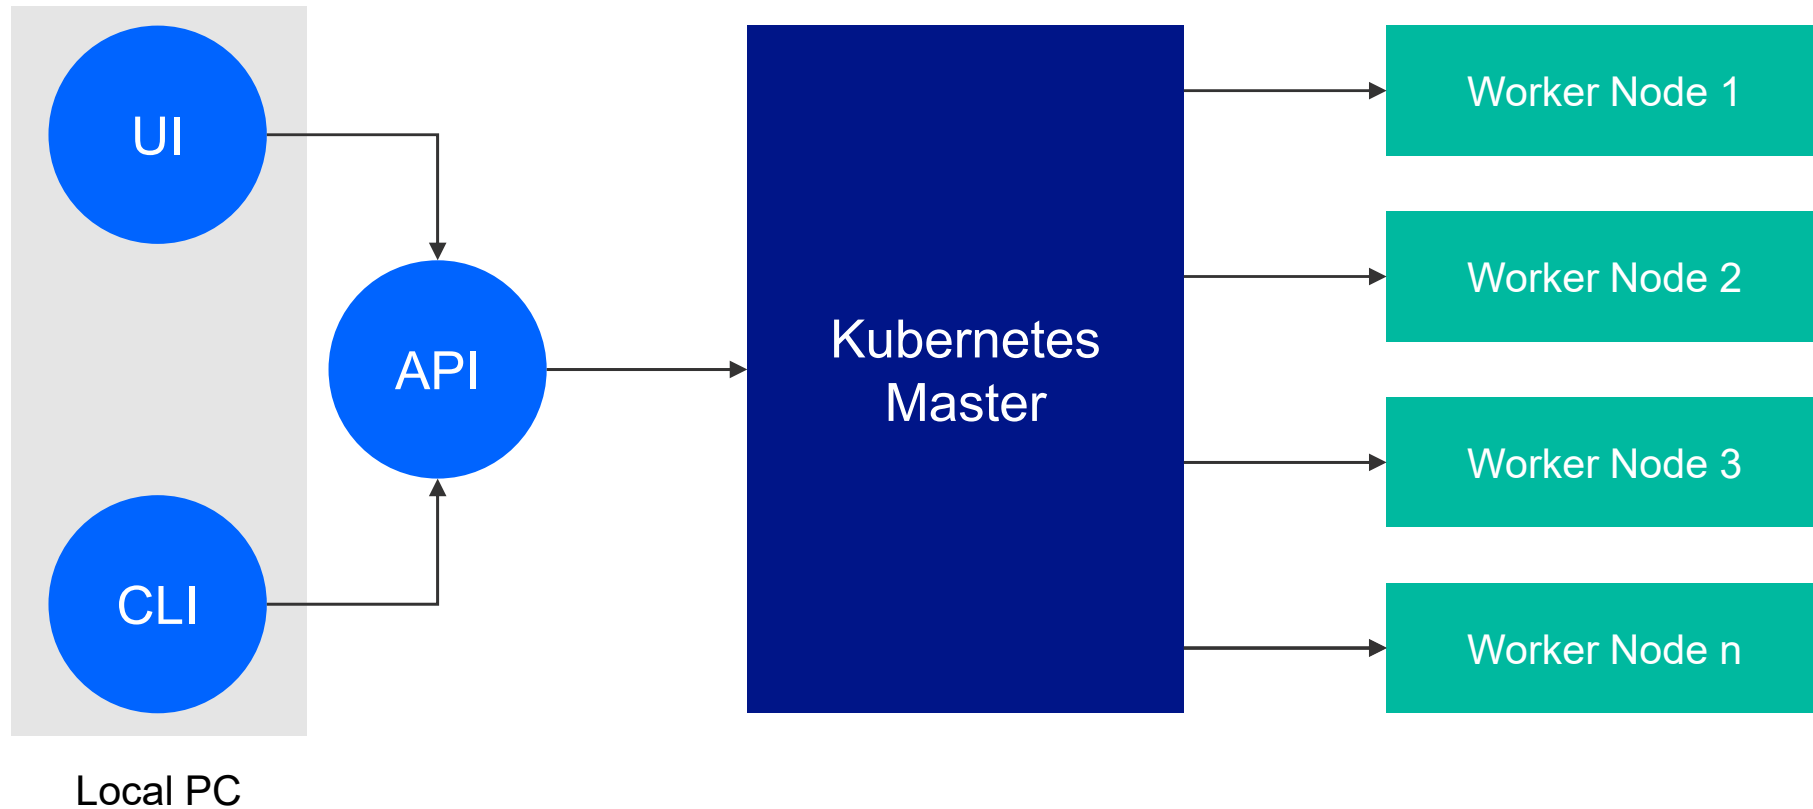 UI
API
CLI
Local PC
Kubernetes
Master
Worker Node 1
Worker Node 2
Worker Node 3
Worker Node n